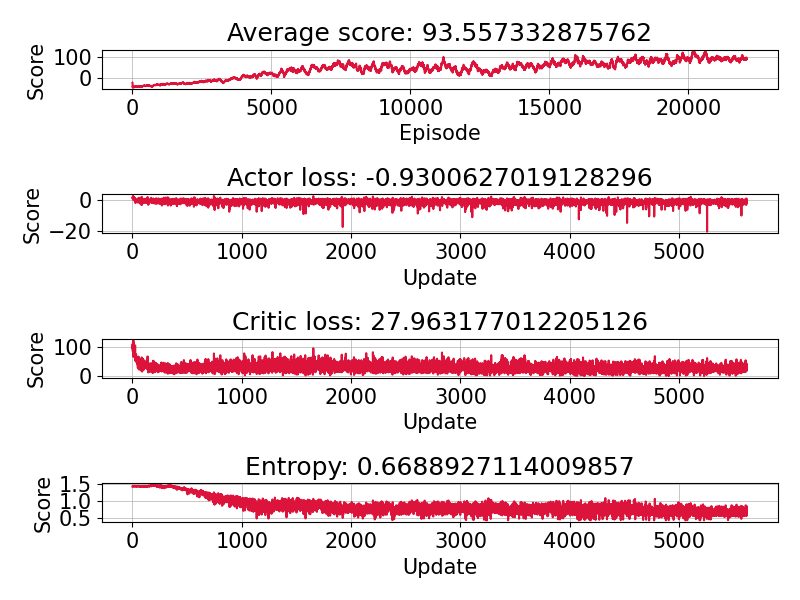 Average score: 93.557332875762
Score
100
0
0 5000 10000 15000 20000
Episode
Actor loss: -0.9300627019128296
Score
0
−20
0 1000 2000 3000 4000 5000
Update
Critic loss: 27.963177012205126
Score
100
0
0 1000 2000 3000 4000 5000
Update
Entropy: 0.6688927114009857
Score
1.5
1.0
0.5
0 1000 2000 3000 4000 5000
Update